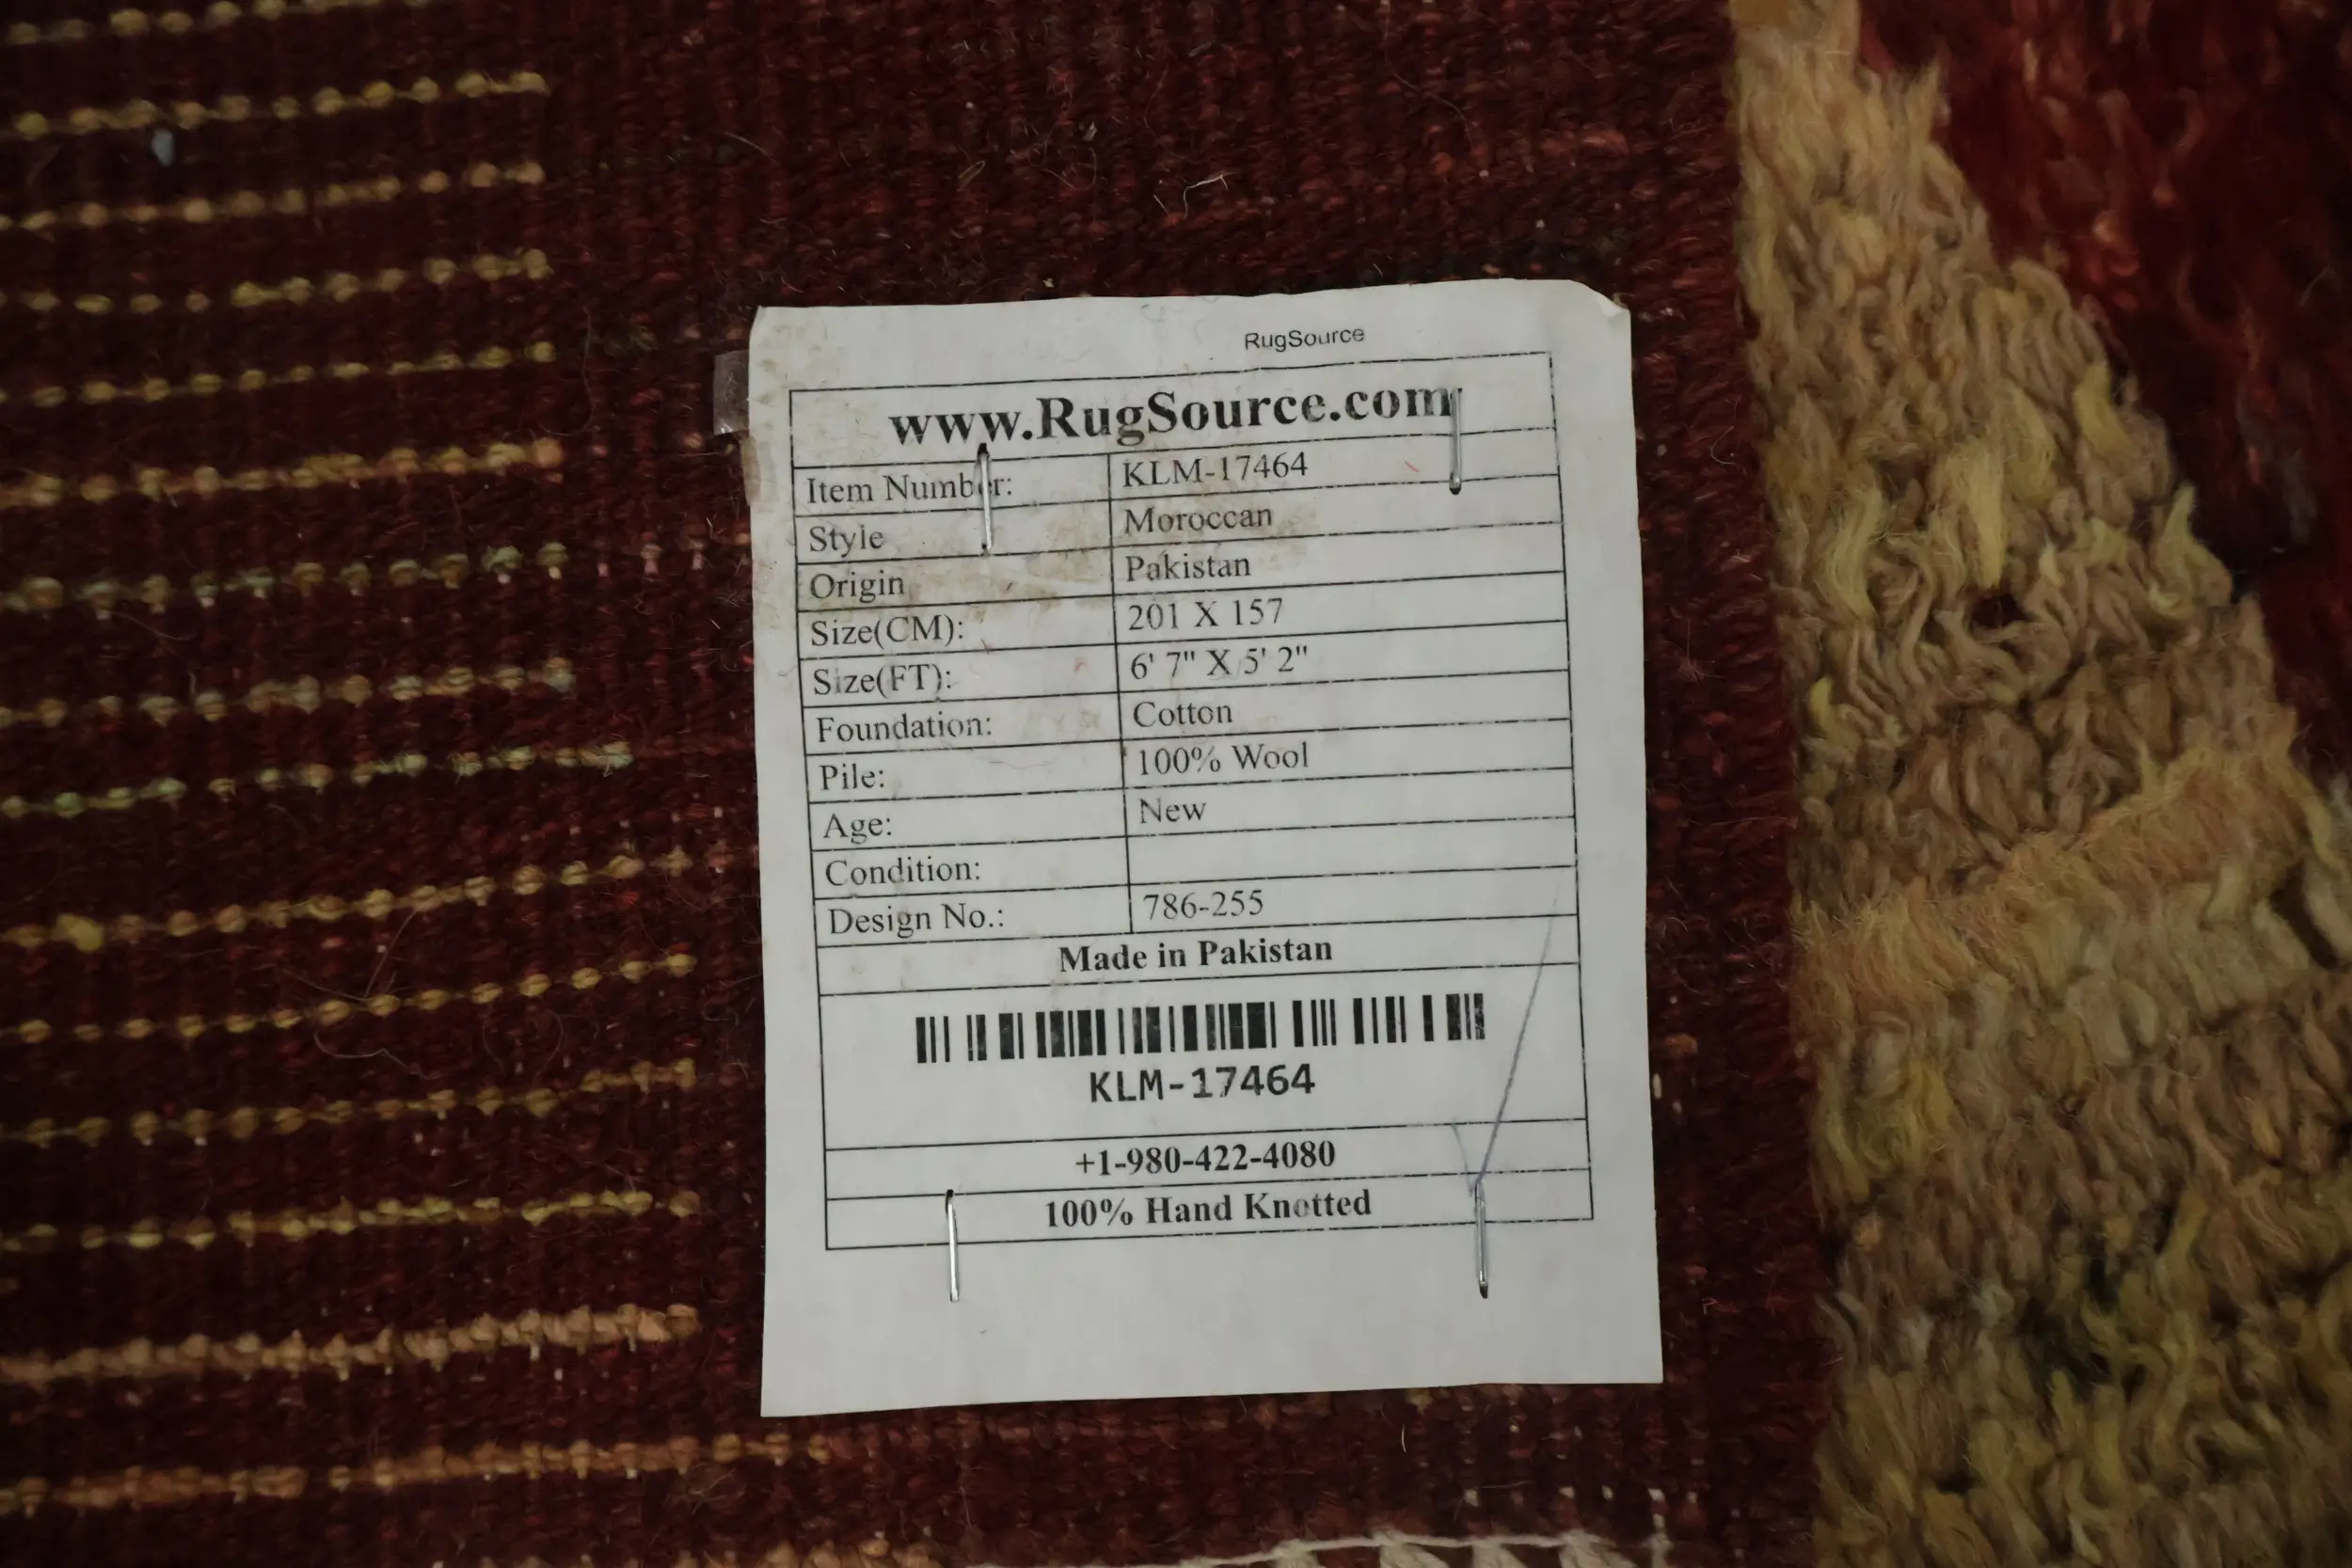 RugSource
www.RugSource.com
Item Number: KLM-17464
Style Moroccan
Origin Pakistan
Size(CM): 201 X 157
Size(FT): 6' 7" X 5' 2"
Foundation: Cotton
Pile: 100% Wool
Age: New
Condition:
Design No.: 786-255
Made in Pakistan
KLM-17464
+1-980-422-4080
100% Hand Knotted